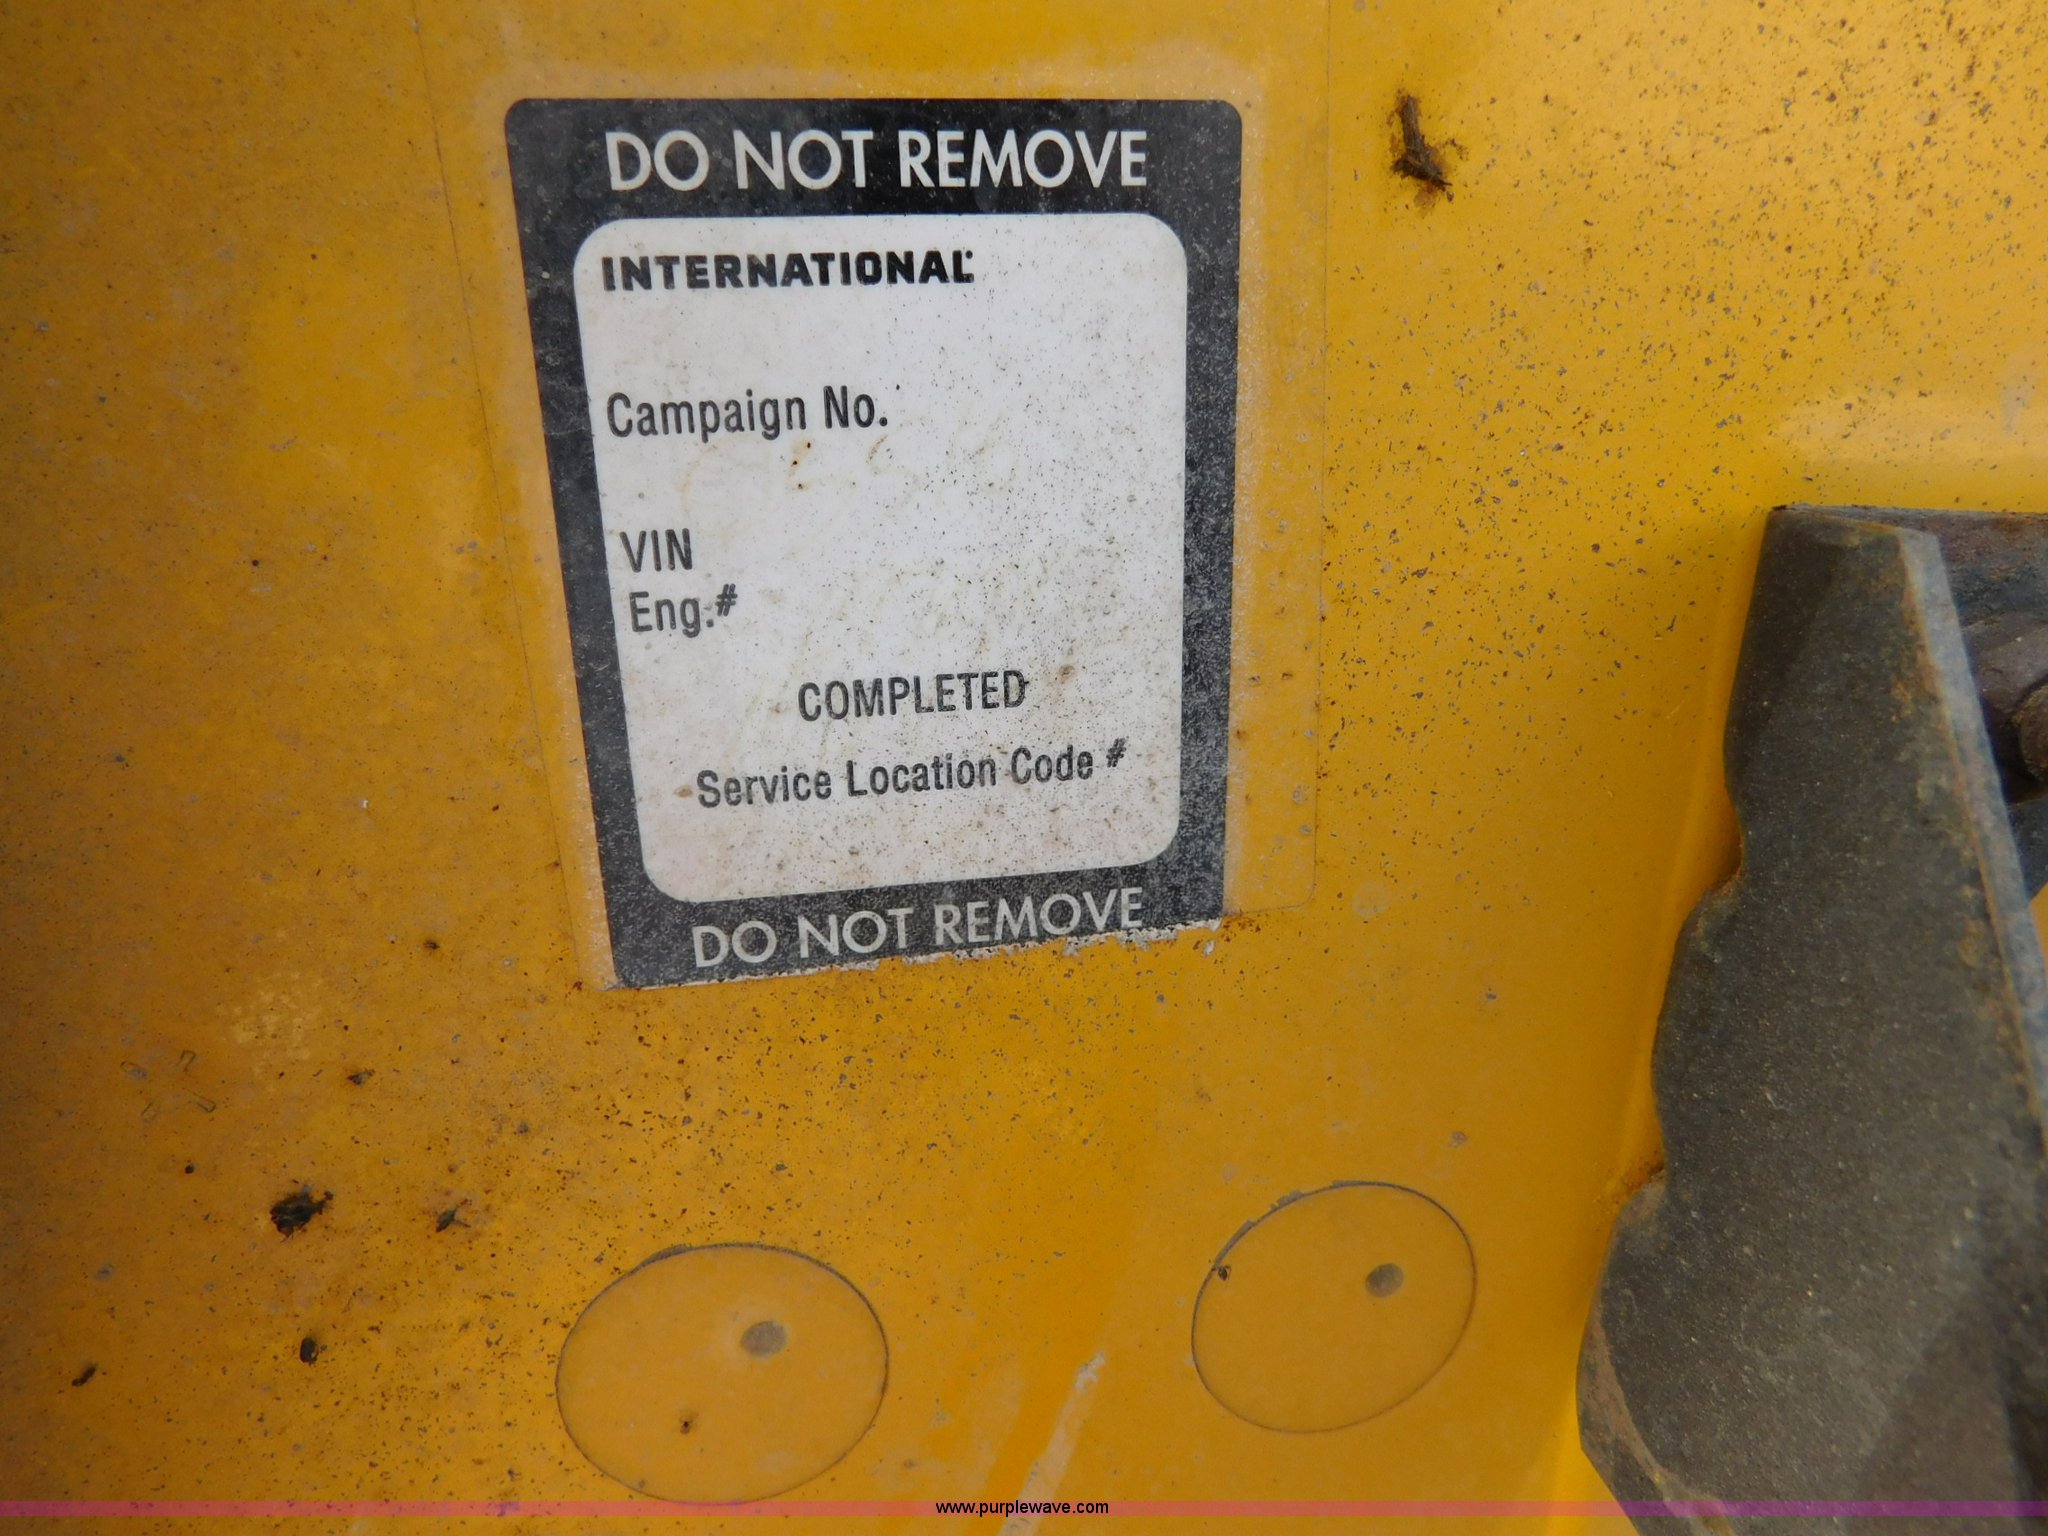 DO NOT REMOVE
INTERNATIONAL®
Campaign No.
VIN
Eng.#
COMPLETED
Service Location Code #
DO NOT REMOVE
www.purplewave.com